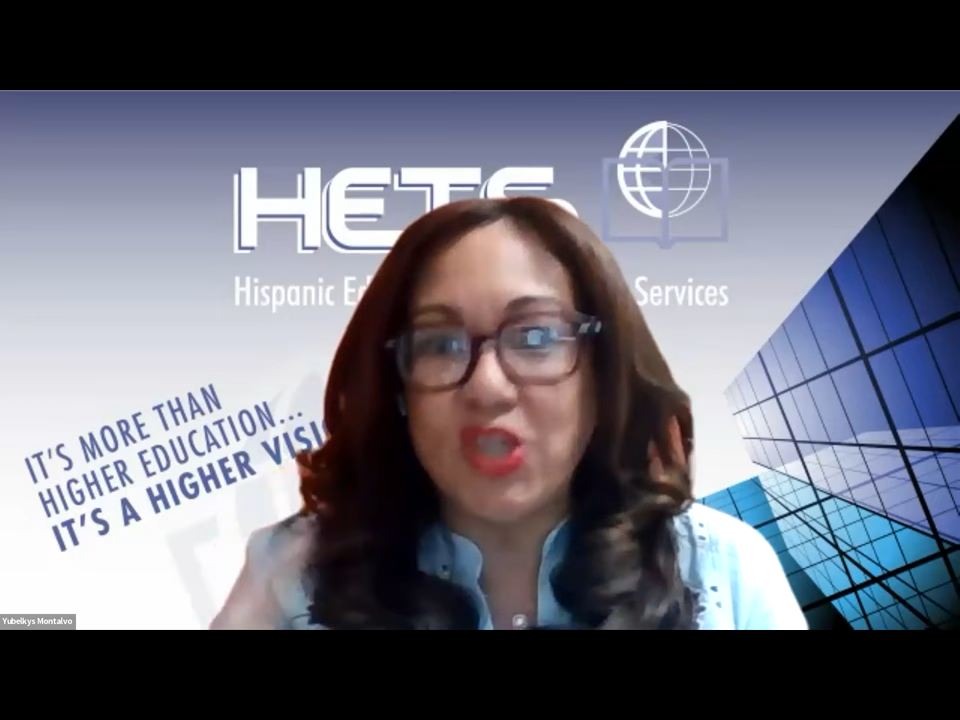 HETS
Hispanic Ed Services
IT'S MORE THAN
HIGHER EDUCATION...
IT'S A HIGHER VISI
Yubelkys Montalvo